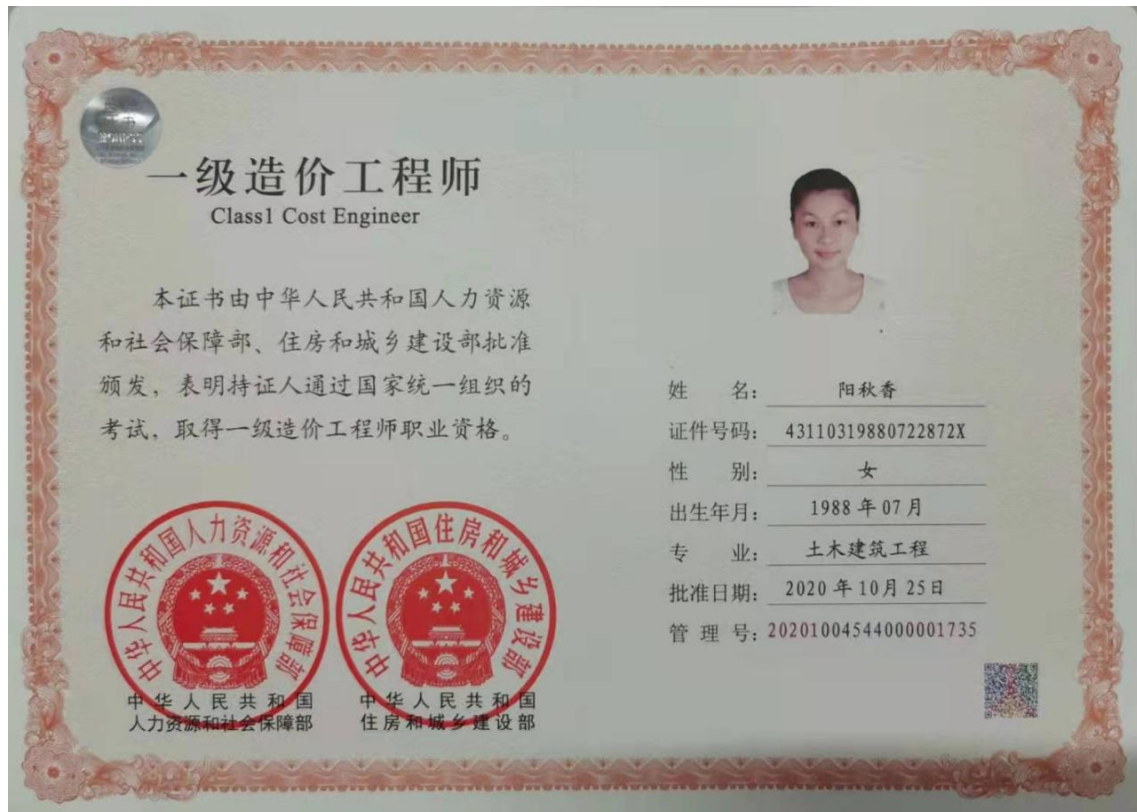 一级造价工程师
Class1 Cost Engineer
本证书由中华人民共和国人力资源
和社会保障部、住房和城乡建设部批准
颁发，表明持证人通过国家统一组织的
考试，取得一级造价工程师职业资格。
中华人民共和国人力资源和社会保障部
中华人民共和国住房和城乡建设部
中华人民共和国
人力资源和社会保障部
中华人民共和国
住房和城乡建设部
姓 名： 阳秋香
证件号码： 43110319880722872X
性 别： 女
出生年月： 1988 年 07 月
专 业： 土木建筑工程
批准日期： 2020 年 10 月 25 日
管 理 号： 20201004544000001735